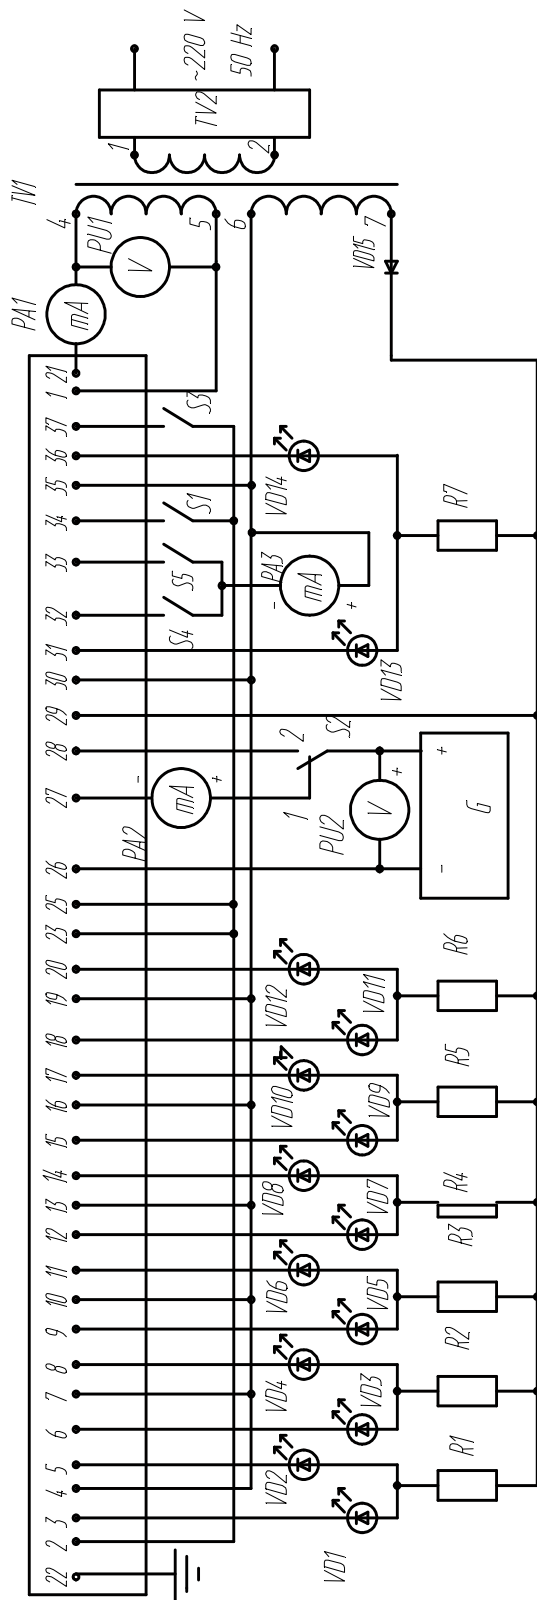 ~220 V
50 Hz
TV2
1
2
TV1
4
5
6
7
PU1
V
PA1
mA
VD15
21
1
37
36
35
34
33
32
31
30
29
28
27
26
25
23
20
19
18
17
16
15
14
13
12
11
10
9
8
7
6
5
4
3
2
22
S3
S1
S5
S4
VD14
PA3
mA
-
+
VD13
R7
2
S2
1
PA2
mA
-
+
PU2
V
+
G
-
+
VD12
VD11
R6
VD10
VD9
R5
VD8
VD7
R4
R3
VD6
VD5
R2
VD4
VD3
VD2
R1
VD1